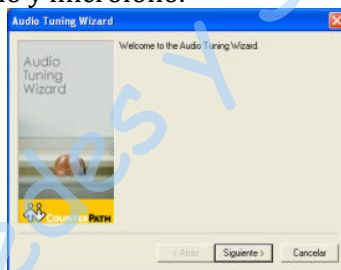 y micrófono.
Audio Tuning Wizard
Welcome to the Audio Tuning Wizard.
Audio
Tuning
Wizard
COUNTERPATH
< Atrás
Siguiente >
Cancelar